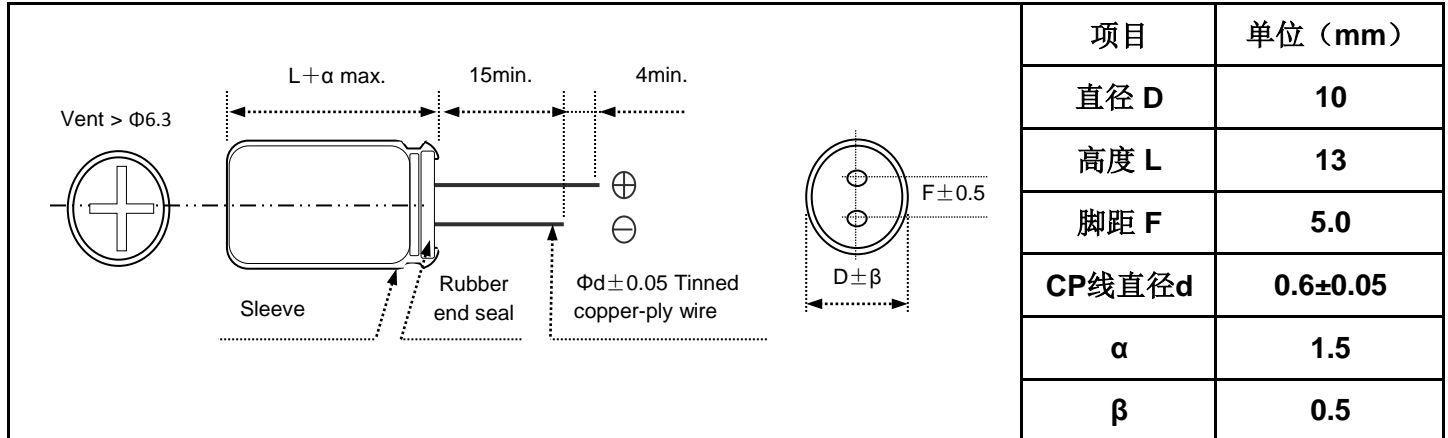 L+α max.
15min.
4min.
Vent > Φ6.3
⊕
⊖
F±0.5
D±β
Sleeve
Rubber
end seal
Φd±0.05 Tinned
copper-ply wire
项目 单位（mm）
直径 D 10
高度 L 13
脚距 F 5.0
CP线直径d 0.6±0.05
α 1.5
β 0.5